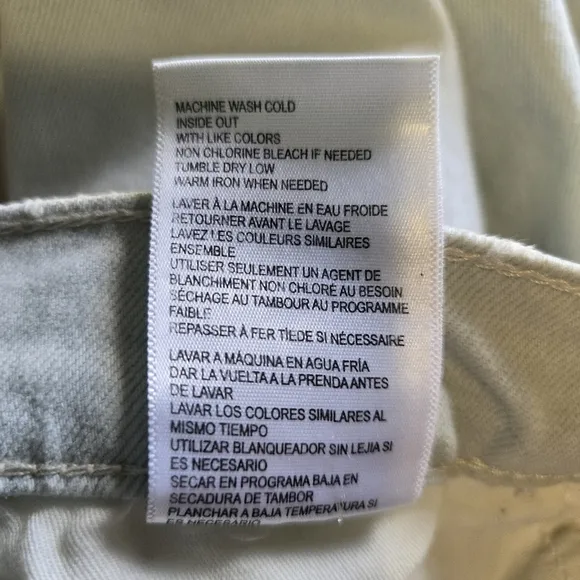 MACHINE WASH COLD
INSIDE OUT
WITH LIKE COLORS
NON CHLORINE BLEACH IF NEEDED
TUMBLE DRY LOW
WARM IRON WHEN NEEDED
LAVER À LA MACHINE EN EAU FROIDE
RETOURNER AVANT LE LAVAGE
LAVEZ LES COULEURS SIMILAIRES
ENSEMBLE
UTILISER SEULEMENT UN AGENT DE
BLANCHIMENT NON CHLORÉ AU BESOIN
SÉCHAGE AU TAMBOUR AU PROGRAMME
FAIBLE
REPASSER À FER TIÈDE SI NÉCESSAIRE
LAVAR A MÁQUINA EN AGUA FRÍA
DAR LA VUELTA A LA PRENDA ANTES
DE LAVAR
LAVAR LOS COLORES SIMILARES AL
MISMO TIEMPO
UTILIZAR BLANQUEADOR SIN LEJIA SI
ES NECESARIO
SECAR EN PROGRAMA BAJA EN
SECADURA DE TAMBOR
PLANCHAR A BAJA TEMPERATURA SI
ES NECESARIO